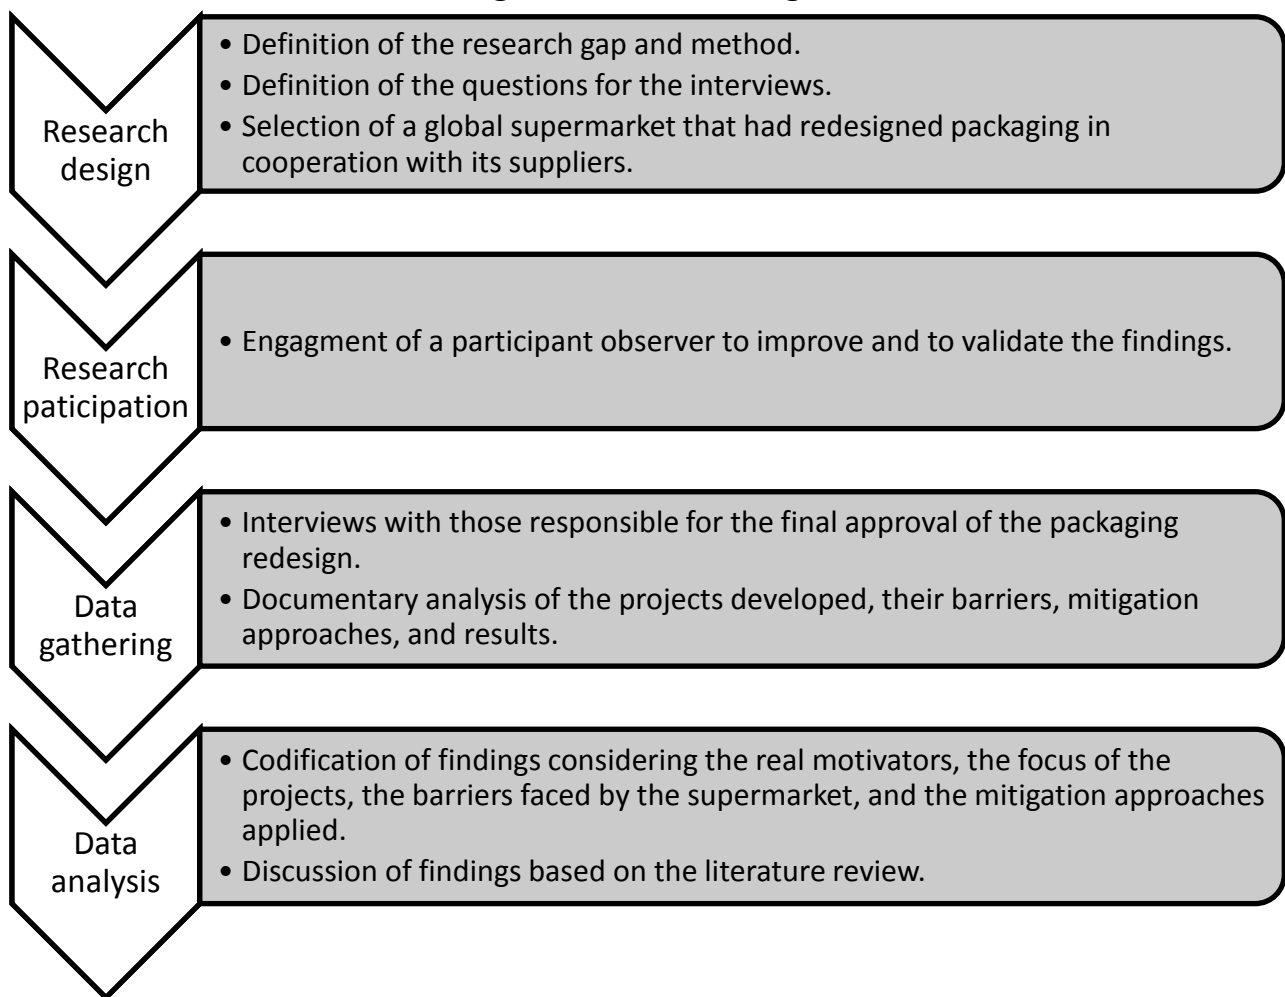 Research
design
• Definition of the research gap and method.
• Definition of the questions for the interviews.
• Selection of a global supermarket that had redesigned packaging in
cooperation with its suppliers.
Research
paticipation
• Engagment of a participant observer to improve and to validate the findings.
Data
gathering
• Interviews with those responsible for the final approval of the packaging
redesign.
• Documentary analysis of the projects developed, their barriers, mitigation
approaches, and results.
Data
analysis
• Codification of findings considering the real motivators, the focus of the
projects, the barriers faced by the supermarket, and the mitigation approaches
applied.
• Discussion of findings based on the literature review.